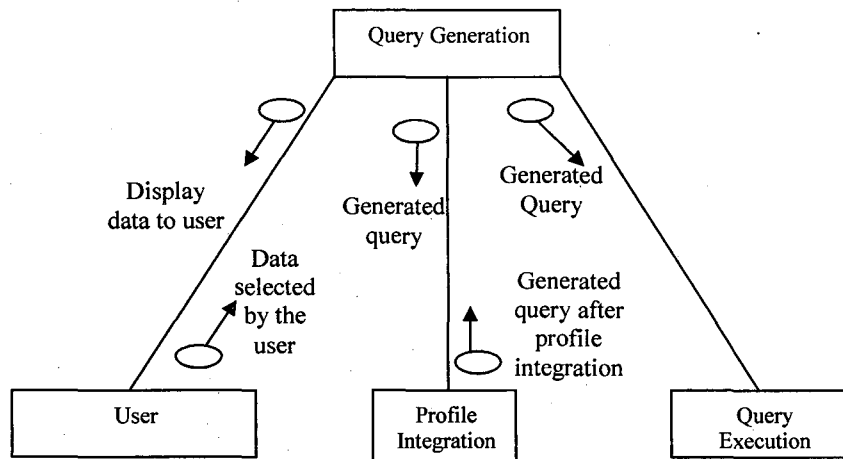 Query Generation
Display
data to user
Generated
query
Generated
Query
Data
selected
by the
user
Generated
query after
profile
integration
User
Profile
Integration
Query
Execution